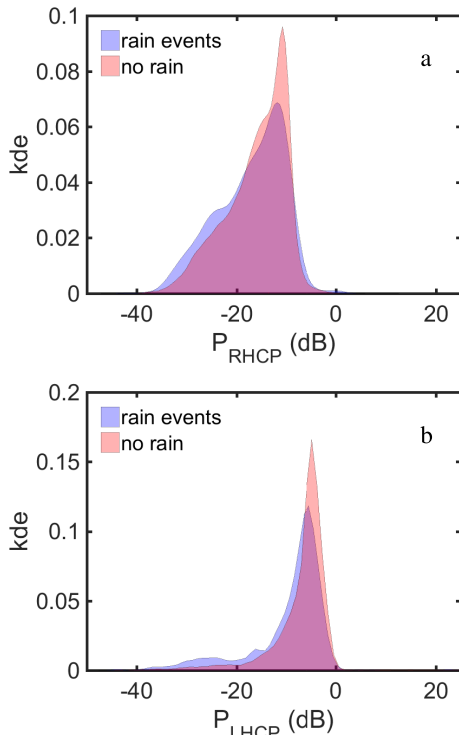 0.1
rain events
no rain
a
0.08
0.06
kde
0.04
0.02
0
-40 -20 0 20
P_RHCP (dB)
0.2
rain events
no rain
b
0.15
kde
0.1
0.05
0
-40 -20 0 20
P_LHCP (dB)